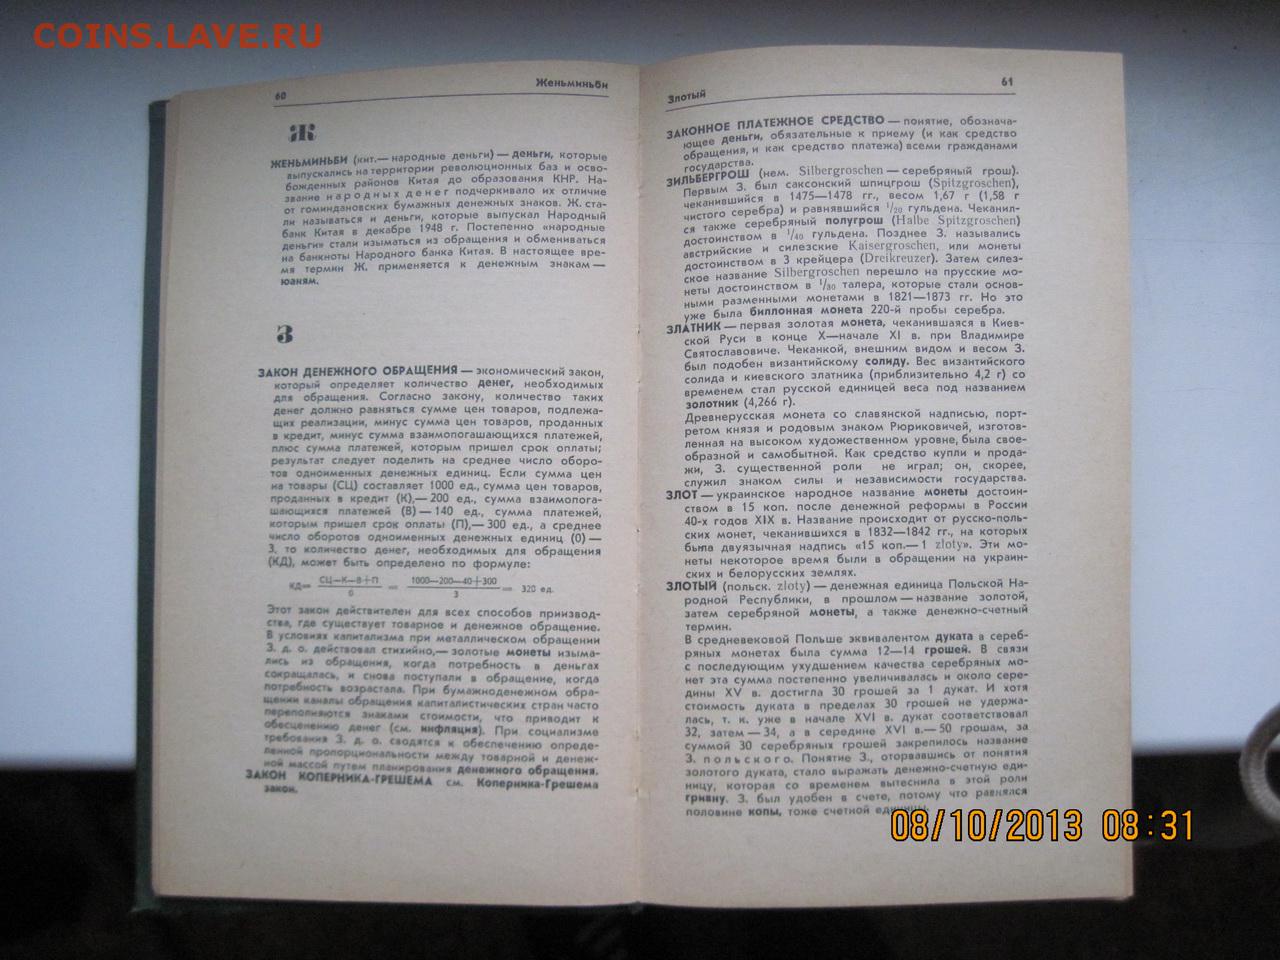 COINS.LAVE.RU
60 Женьминьби
Ж
ЖЕНЬМИНЬБИ (кит.— народные деньги) — деньги, которые
выпускались на территории революционных баз и осво-
божденных районов Китая до образования КНР. На-
звание народных денег подчеркивало их отличие
от гоминдановских бумажных денежных знаков. Ж. ста-
ли называться и деньги, которые выпускал Народный
банк Китая в декабре 1948 г. Постепенно «народные
деньги» стали изыматься из обращения и обмениваться
на банкноты Народного банка Китая. В настоящее вре-
мя термин Ж. применяется к денежным знакам —
юаням.
З
ЗАКОН ДЕНЕЖНОГО ОБРАЩЕНИЯ — экономический закон,
который определяет количество денег, необходимых
для обращения. Согласно закону, количество таких
денег должно равняться сумме цен товаров, подлежа-
щих реализации, минус сумма цен товаров, проданных
в кредит, минус сумма взаимопогашающихся платежей,
плюс сумма платежей, которым пришел срок оплаты;
результат следует поделить на среднее число оборо-
тов одноименных денежных единиц. Если сумма цен
на товары (СЦ) составляет 1000 ед., сумма цен товаров,
проданных в кредит (К),— 200 ед., сумма взаимопога-
шающихся платежей (В) — 140 ед., сумма платежей,
которым пришел срок оплаты (П),— 300 ед., а среднее
число оборотов одноименных денежных единиц (0) —
3, то количество денег, необходимых для обращения
(КД), может быть определено по формуле:
КД= СЦ—К—В+П / 0 = 1000—200—40+300 / 3 = 320 ед.
Этот закон действителен для всех способов приизвод-
ства, где существует товарное и денежное обращение.
В условиях капитализма при металлическом обращении
З. д. о. действовал стихийно,— золотые монеты изыма-
лись из обращения, когда потребность в деньгах
сокращалась, и снова поступали в обращение, когда
потребность возрастала. При бумажноденежном обра-
щении каналы обращения капиталистических стран часто
переполняются знаками стоимости, что приводит к
обесценению денег (см. инфляция). При социализме
требования З. д. о. сводятся к обеспечению опреде-
ленной пропорциональности между товарной и денеж-
ной массой путем планирования денежного обращения.
ЗАКОН КОПЕРНИКА-ГРЕШЕМА см. Коперника-Грешема
закон.
Злотый 61
ЗАКОННОЕ ПЛАТЕЖНОЕ СРЕДСТВО — понятие, обознача-
ющее деньги, обязательные к приему (и как средство
обращения, и как средство платежа) всеми гражданами
государства.
ЗИЛЬБЕРГРОШ (нем. Silbergroschen — серебряный грош).
Первым З. был саксонский шпицгрош (Spitzgroschen),
чеканившийся в 1475—1478 гг., весом 1,67 г (1,58 г
чистого серебра) и равнявшийся 1/20 гульдена. Чеканил-
ся также серебряный полугрош (Halbe Spitzgroschen)
достоинством в 1/40 гульдена. Позднее З. назывались
австрийские и силезские Kaisergroschen, или монеты
достоинством в 3 крейцера (Dreikreuzer). Затем силез-
ское название Silbergroschen перешло на прусские мо-
неты достоинством в 1/30 талера, которые стали основ-
ными разменными монетами в 1821—1873 гг. Но это
уже была биллонная монета 220-й пробы серебра.
ЗЛАТНИК — первая золотая монета, чеканившаяся в Киев-
ской Руси в конце X—начале XI в. при Владимире
Святославовиче. Чеканкой, внешним видом и весом З.
был подобен византийскому солиду. Вес византийского
солида и киевского златника (приблизительно 4,2 г) со
временем стал русской единицей веса под названием
золотник (4,266 г).
Древнерусская монета со славянской надписью, порт-
ретом князя и родовым знаком Рюриковичей, изготов-
ленная на высоком художественном уровне, была свое-
образной и самобытной. Как средство купли и прода-
жи, З. существенной роли не играл; он, скорее,
служил знаком силы и независимости государства.
ЗЛОТ — украинское народное название монеты достоин-
ством в 15 коп. после денежной реформы в России
40-х годов XIX в. Название происходит от русско-поль-
ских монет, чеканившихся в 1832—1842 гг., на которых
была двуязычная надпись «15 коп.— 1 zloty». Эти мо-
неты некоторое время были в обращении на украин-
ских и белорусских землях.
ЗЛОТЫЙ (польск. zloty) — денежная единица Польской На-
родной Республики, в прошлом — название золотой,
затем серебряной монеты, а также денежно-счетный
термин.
В средневековой Польше эквивалентом дуката в сереб-
ряных монетах была сумма 12—14 грошей. В связи
с последующим ухудшением качества серебряных мо-
нет эта сумма постепенно увеличивалась и около сере-
дины XV в. достигла 30 грошей за 1 дукат. И хотя
стоимость дуката в пределах 30 грошей не удержа-
лась, т. к. уже в начале XVI в. дукат соответствовал
32, затем — 34, а в середине XVI в.— 50 грошам, за
суммой 30 серебряных грошей закрепилось название
З. польского. Понятие З., оторвавшись от понятия
золотого дуката, стало выражать денежно-счетную еди-
ницу, которая со временем вытеснила в этой роли
гривну. З. был удобен в счете, потому что равнялся
половине копы, тоже счетной единицы.
08/10/2013 08:31